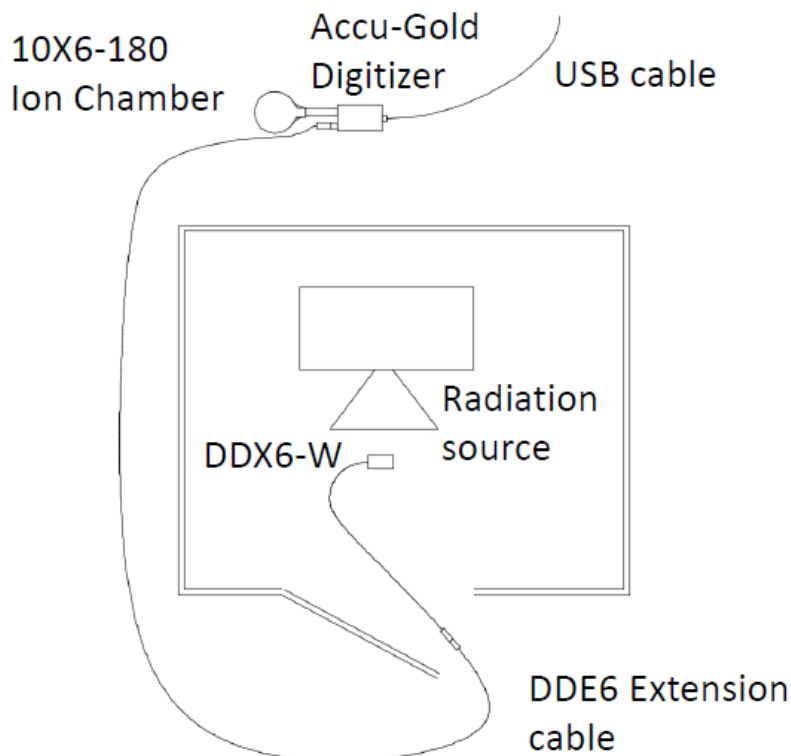 10X6-180
Ion Chamber
Accu-Gold
Digitizer
USB cable
Radiation
source
DDX6-W
DDE6 Extension
cable